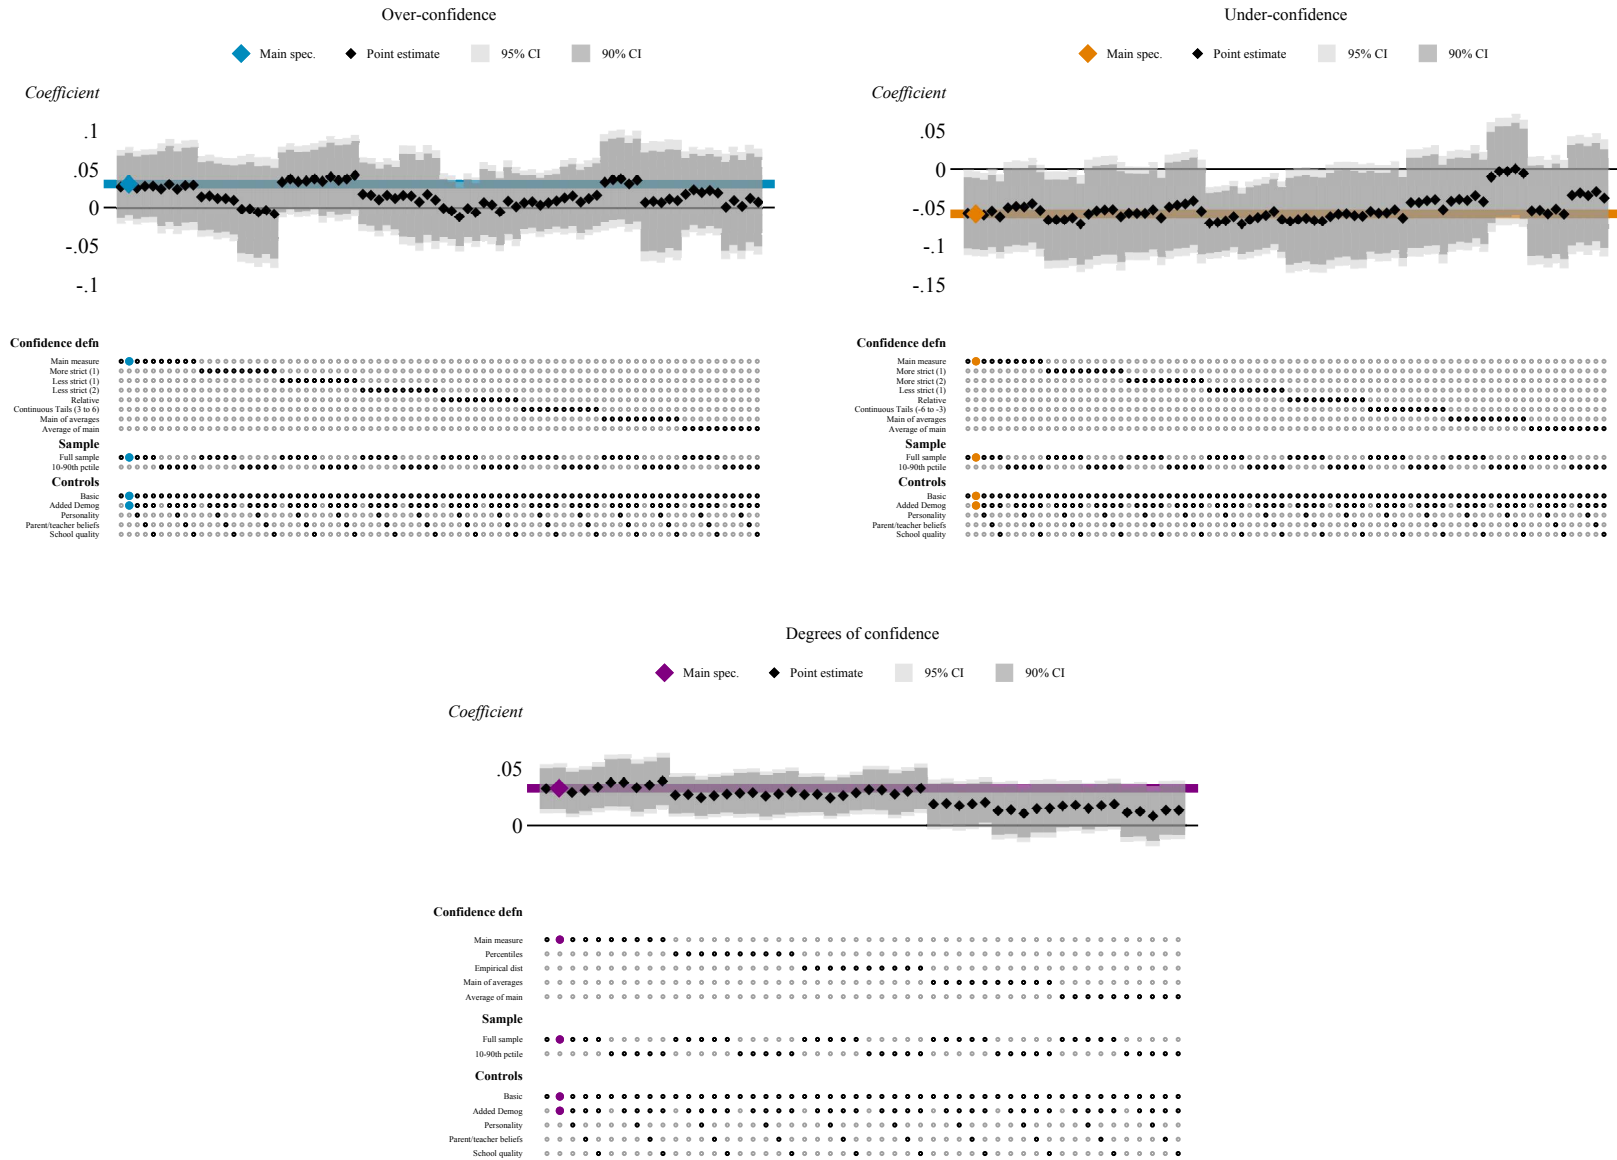 Over-confidence
Main spec. Point estimate 95% CI 90% CI
Coefficient
.1
.05
0
-.05
-.1
Confidence defn
Main measure
More strict (1)
Less strict (1)
Less strict (2)
Relative
Continuous Tails (3 to 6)
Main of averages
Average of main
Sample
Full sample
10-90th pctile
Controls
Basic
Added Demog
Personality
Parent/teacher beliefs
School quality
Under-confidence
Main spec. Point estimate 95% CI 90% CI
Coefficient
.05
0
-.05
-.1
-.15
Confidence defn
Main measure
More strict (1)
More strict (2)
Less strict (1)
Relative
Continuous Tails (-6 to -3)
Main of averages
Average of main
Sample
Full sample
10-90th pctile
Controls
Basic
Added Demog
Personality
Parent/teacher beliefs
School quality
Degrees of confidence
Main spec. Point estimate 95% CI 90% CI
Coefficient
.05
0
Confidence defn
Main measure
Percentiles
Empirical dist
Main of averages
Average of main
Sample
Full sample
10-90th pctile
Controls
Basic
Added Demog
Personality
Parent/teacher beliefs
School quality